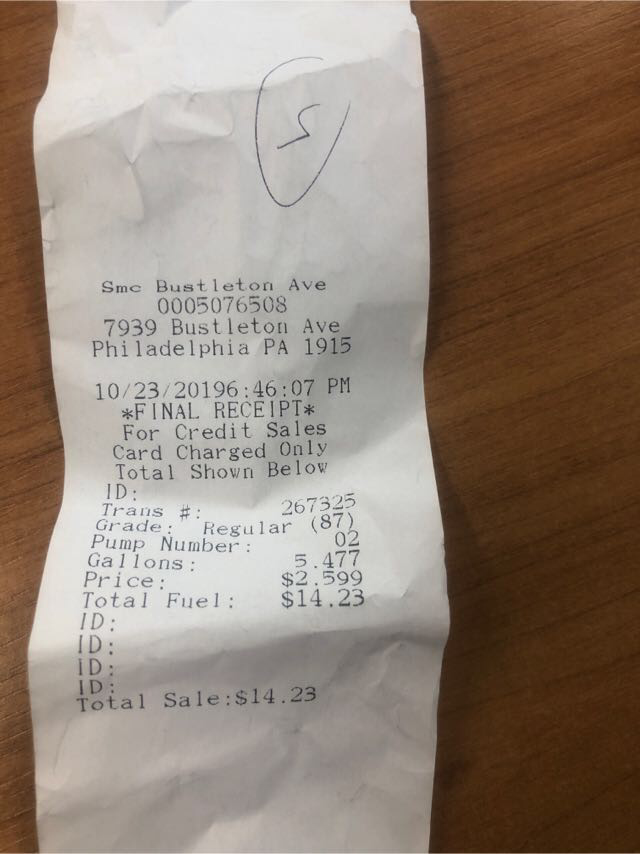 5
Smc Bustleton Ave
0005076508
7939 Bustleton Ave
Philadelphia PA 1915
10/23/20196:46:07 PM
*FINAL RECEIPT*
For Credit Sales
Card Charged Only
Total Shown Below
ID:
Trans #: 267325
Grade: Regular (87)
Pump Number: 02
Gallons: 5.477
Price: $2.599
Total Fuel: $14.23
ID:
ID:
ID:
ID:
Total Sale:$14.23